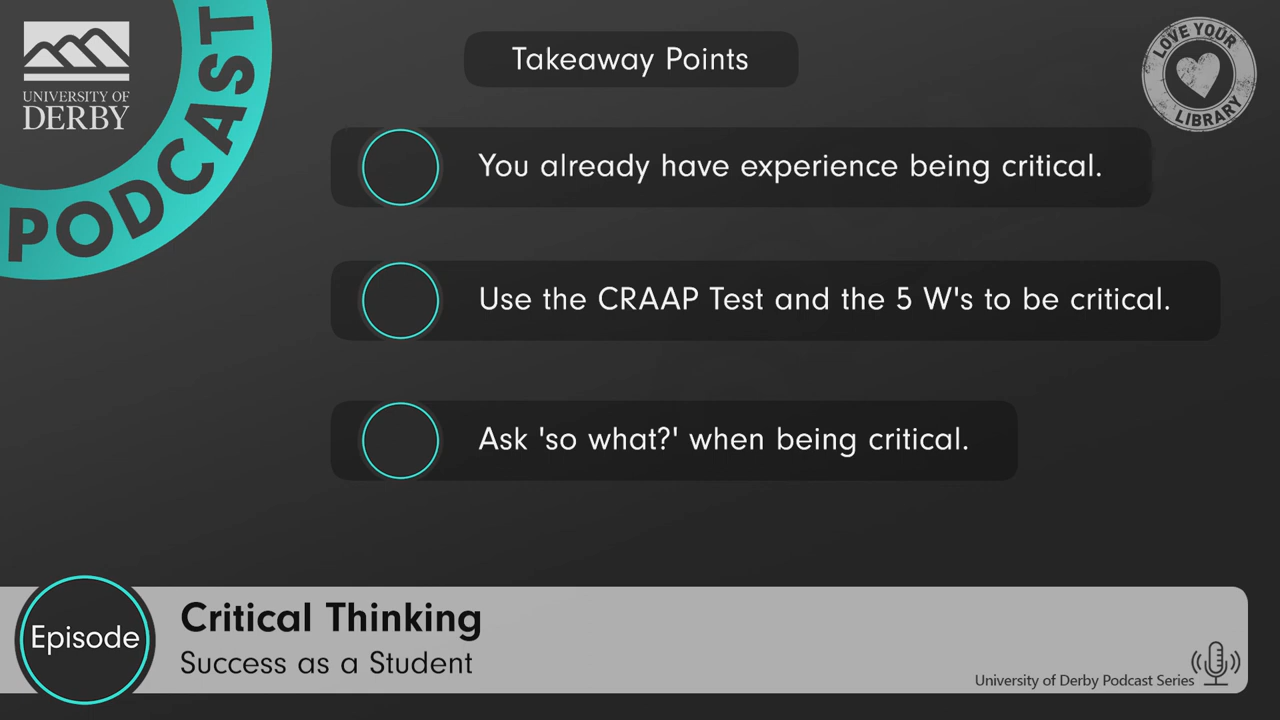 UNIVERSITY OF
DERBY
PODCAST
Takeaway Points
LOVE YOUR
LIBRARY
You already have experience being critical.
Use the CRAAP Test and the 5 W's to be critical.
Ask 'so what?' when being critical.
Episode
Critical Thinking
Success as a Student
University of Derby Podcast Series